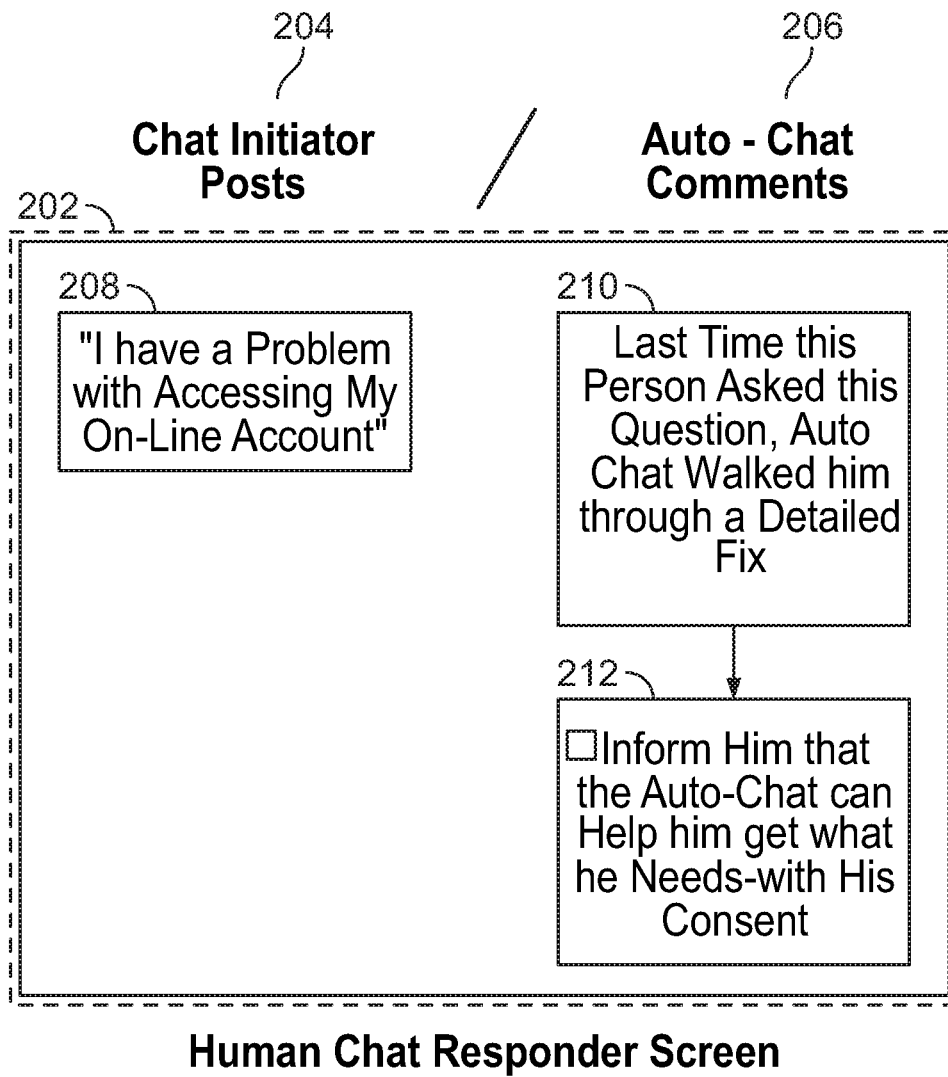 204
206
Chat Initiator
Posts
/
Auto - Chat
Comments
202
208
"I have a Problem
with Accessing My
On-Line Account"
210
Last Time this
Person Asked this
Question, Auto
Chat Walked him
through a Detailed
Fix
212
☐Inform Him that
the Auto-Chat can
Help him get what
he Needs-with His
Consent
Human Chat Responder Screen